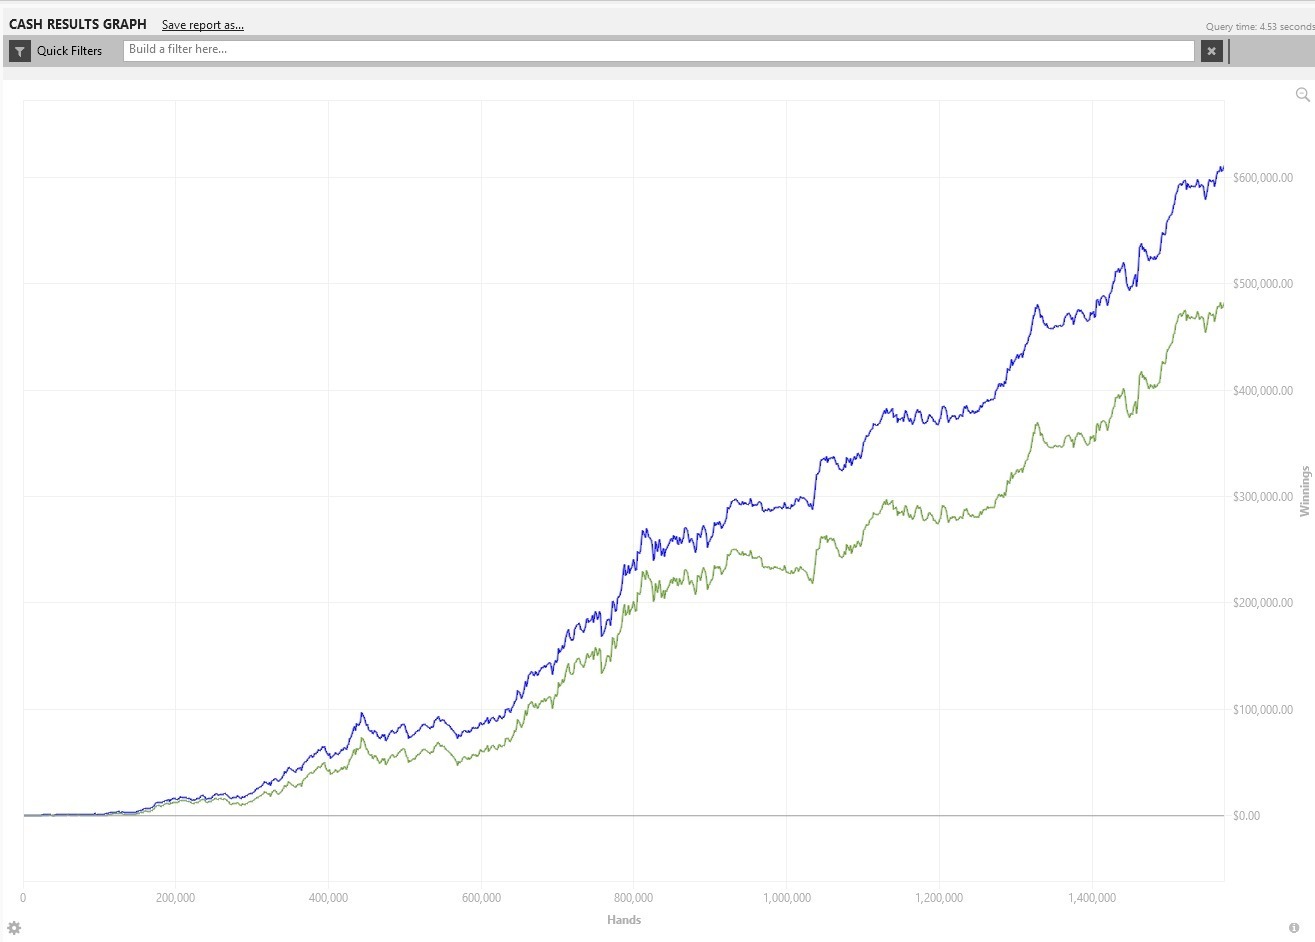 CASH RESULTS GRAPH Save report as...
Query time: 4.53 seconds
Quick Filters Build a filter here...
$600,000.00
$500,000.00
$400,000.00
$300,000.00
$200,000.00
$100,000.00
$0.00
Winnings
0 200,000 400,000 600,000 800,000 1,000,000 1,200,000 1,400,000
Hands